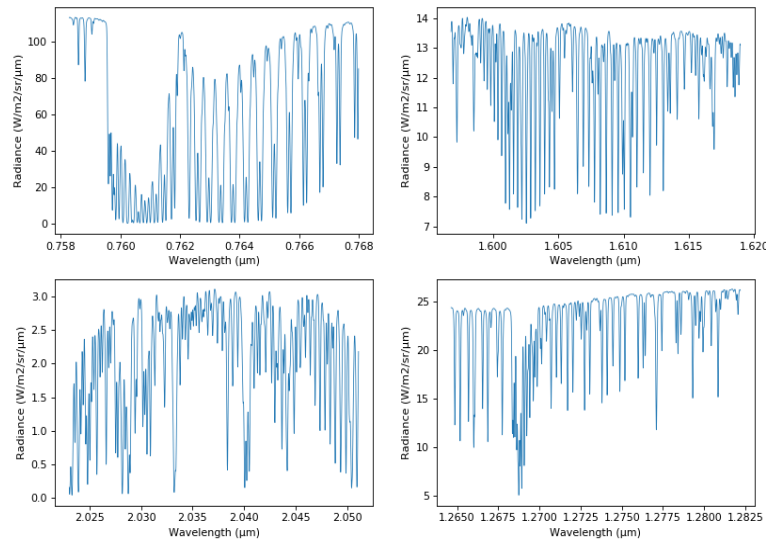 100
80
60
40
20
0
Radiance (W/m2/sr/μm)
0.758 0.760 0.762 0.764 0.766 0.768
Wavelength (μm)
14
13
12
11
10
9
8
7
Radiance (W/m2/sr/μm)
1.600 1.605 1.610 1.615 1.620
Wavelength (μm)
3.0
2.5
2.0
1.5
1.0
0.5
0.0
Radiance (W/m2/sr/μm)
2.025 2.030 2.035 2.040 2.045 2.050
Wavelength (μm)
25
20
15
10
5
Radiance (W/m2/sr/μm)
1.2650 1.2675 1.2700 1.2725 1.2750 1.2775 1.2800 1.2825
Wavelength (μm)